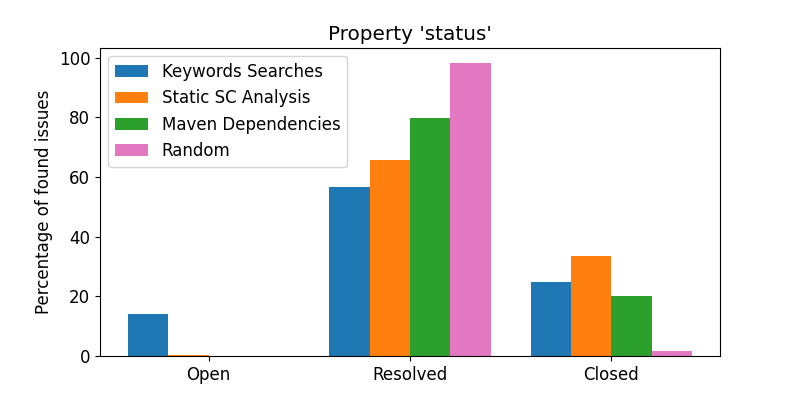 Property 'status'
Percentage of found issues
100
80
60
40
20
0
Keywords Searches
Static SC Analysis
Maven Dependencies
Random
Open
Resolved
Closed